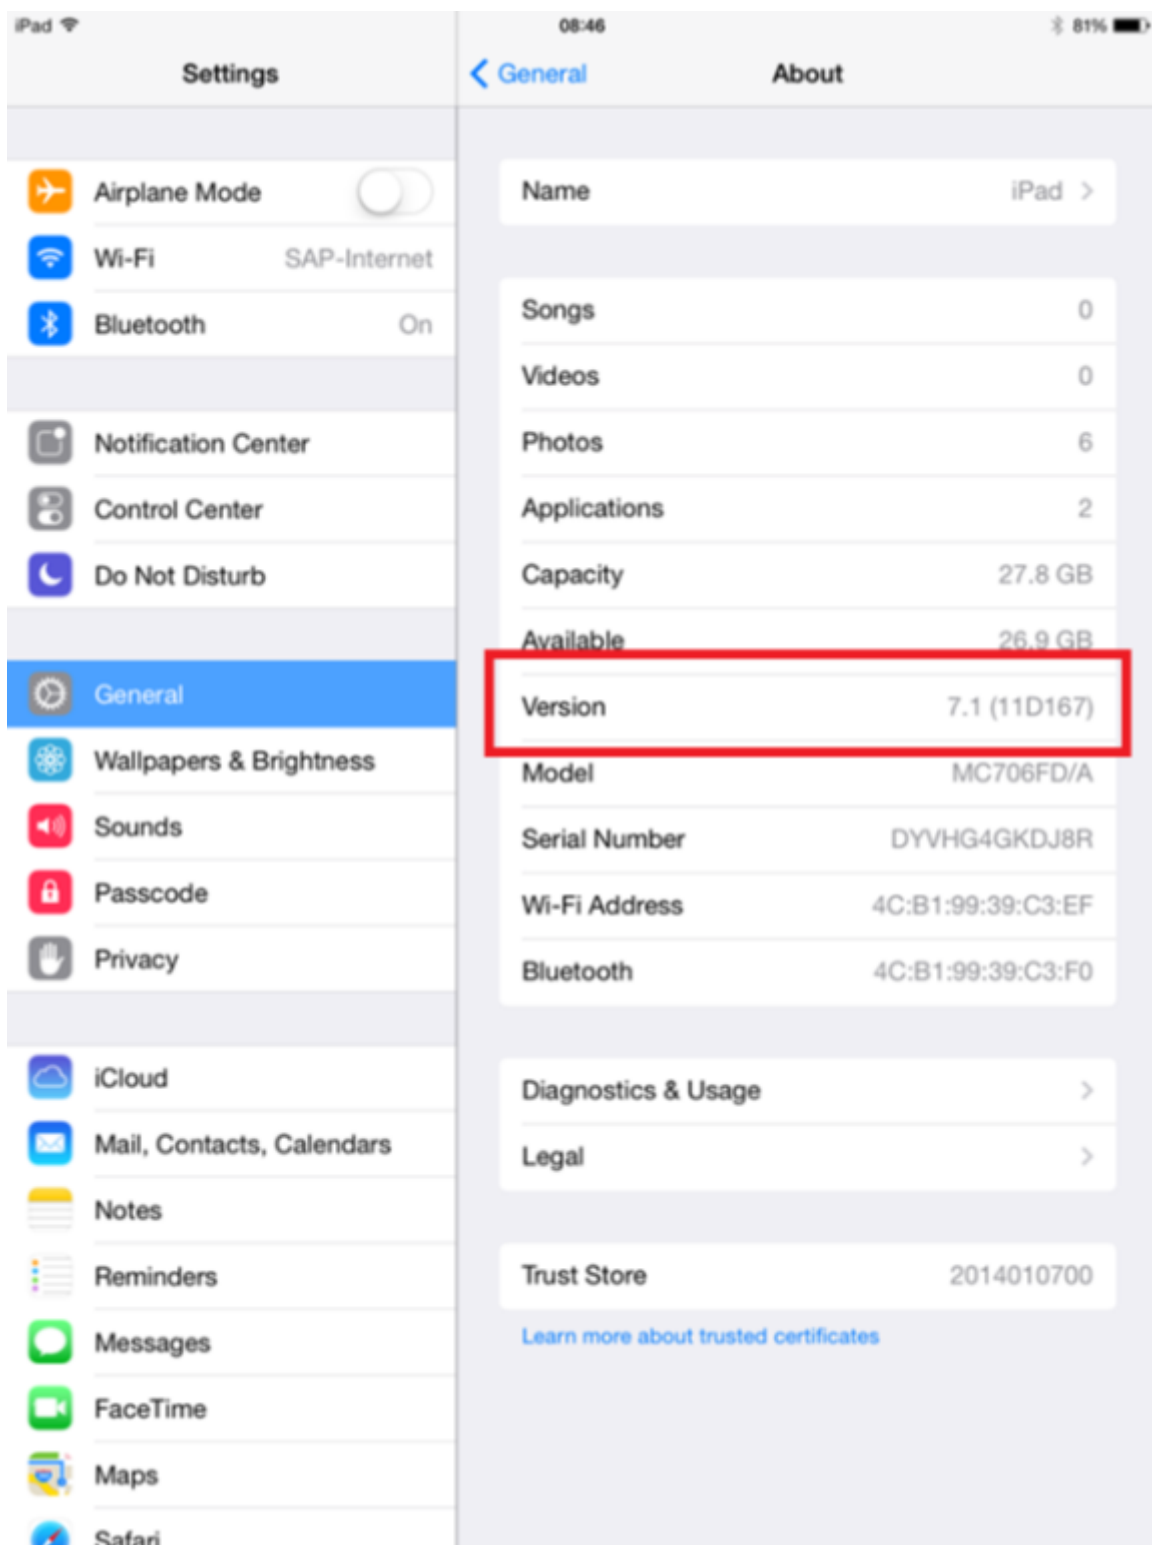 iPad 08:46 81%
Settings
Airplane Mode
Wi-Fi SAP-Internet
Bluetooth On
Notification Center
Control Center
Do Not Disturb
General
Wallpapers & Brightness
Sounds
Passcode
Privacy
iCloud
Mail, Contacts, Calendars
Notes
Reminders
Messages
FaceTime
Maps
Safari
General About
Name iPad
Songs 0
Videos 0
Photos 6
Applications 2
Capacity 27.8 GB
Available 26.9 GB
Version 7.1 (11D167)
Model MC706FD/A
Serial Number DYVHG4GKDJ8R
Wi-Fi Address 4C:B1:99:39:C3:EF
Bluetooth 4C:B1:99:39:C3:F0
Diagnostics & Usage
Legal
Trust Store 2014010700
Learn more about trusted certificates